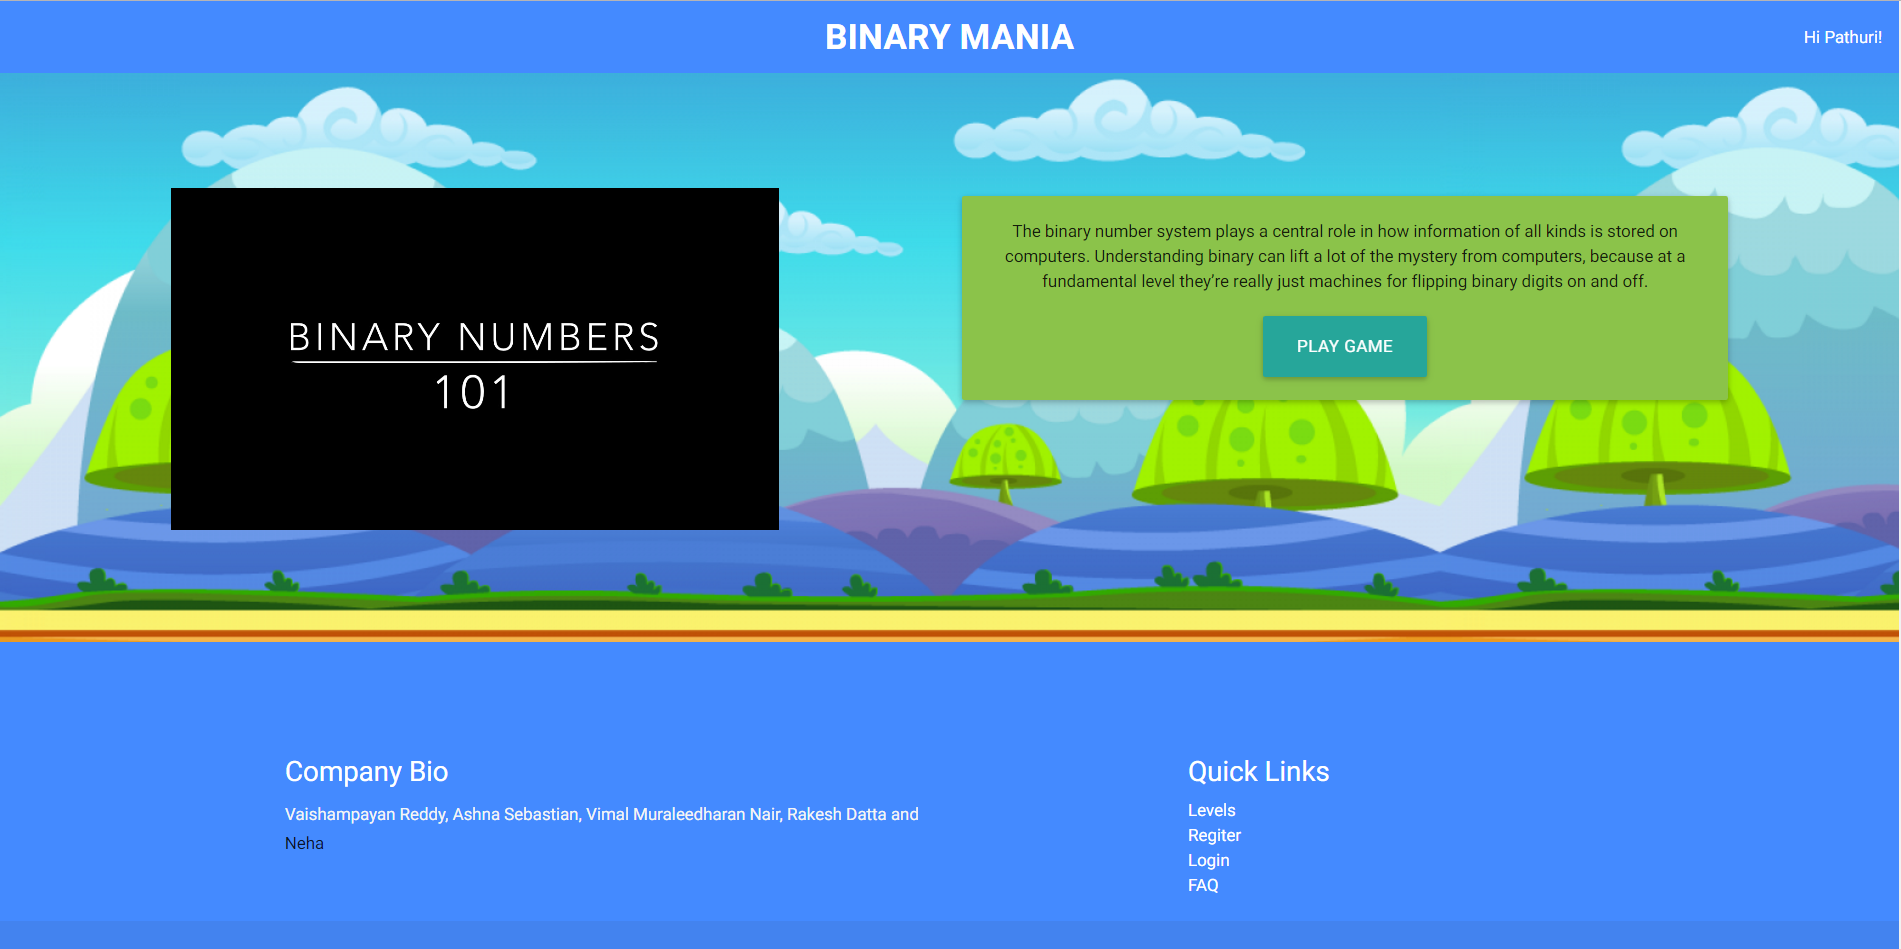 BINARY MANIA
Hi Pathuri!
BINARY NUMBERS
101
The binary number system plays a central role in how information of all kinds is stored on
computers. Understanding binary can lift a lot of the mystery from computers, because at a
fundamental level they’re really just machines for flipping binary digits on and off.
PLAY GAME
Company Bio
Vaishampayan Reddy, Ashna Sebastian, Vimal Muraleedharan Nair, Rakesh Datta and
Neha
Quick Links
Levels
Regiter
Login
FAQ